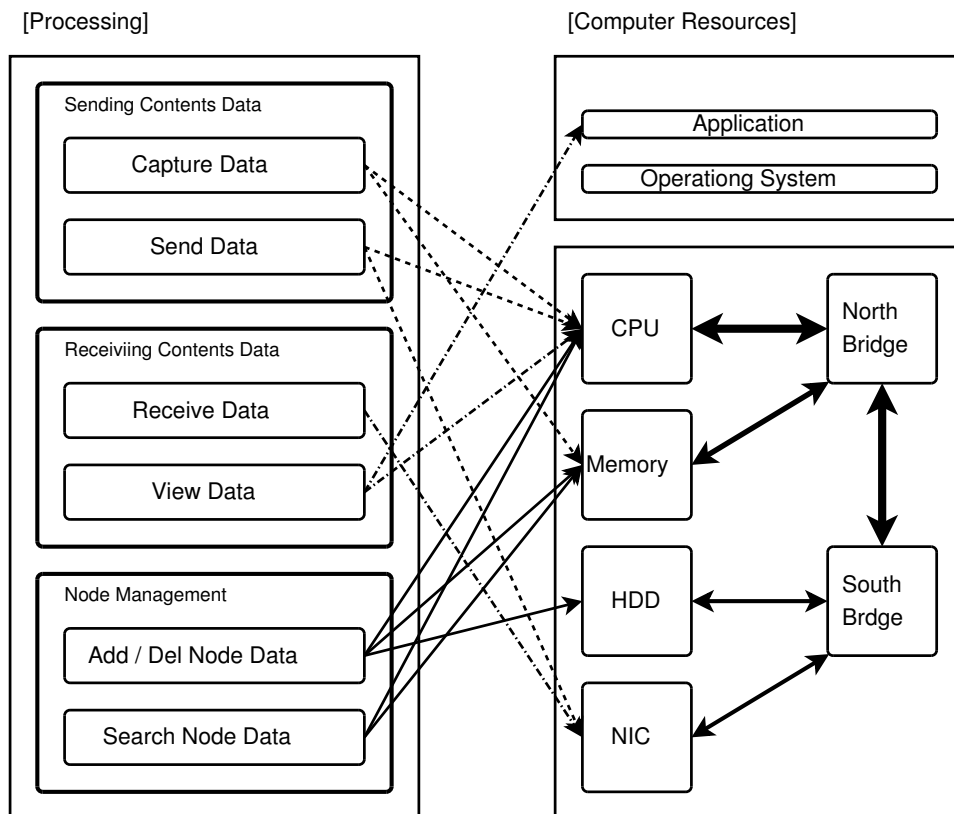 [Processing]
[Computer Resources]
Sending Contents Data
Capture Data
Send Data
Receiviing Contents Data
Receive Data
View Data
Node Management
Add / Del Node Data
Search Node Data
Application
Operationg System
CPU
North
Bridge
Memory
HDD
South
Brdge
NIC